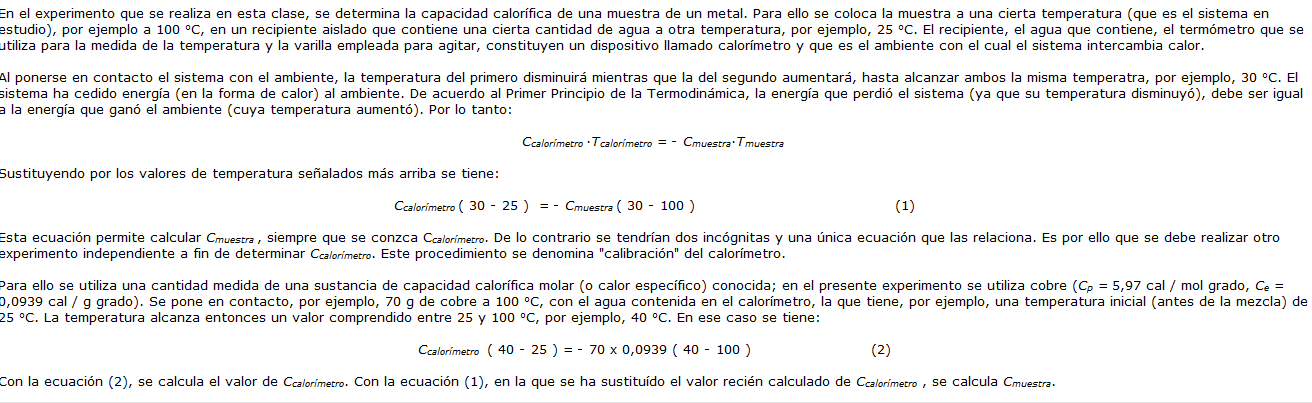 En el experimento que se realiza en esta clase, se determina la capacidad calorífica de una muestra de un metal. Para ello se coloca la muestra a una cierta temperatura (que es el sistema en
estudio), por ejemplo a 100 ºC, en un recipiente aislado que contiene una cierta cantidad de agua a otra temperatura, por ejemplo, 25 ºC. El recipiente, el agua que contiene, el termómetro que se
utiliza para la medida de la temperatura y la varilla empleada para agitar, constituyen un dispositivo llamado calorímetro y que es el ambiente con el cual el sistema intercambia calor.
Al ponerse en contacto el sistema con el ambiente, la temperatura del primero disminuirá mientras que la del segundo aumentará, hasta alcanzar ambos la misma temperatra, por ejemplo, 30 ºC. El
sistema ha cedido energía (en la forma de calor) al ambiente. De acuerdo al Primer Principio de la Termodinámica, la energía que perdió el sistema (ya que su temperatura disminuyó), debe ser igual
a la energía que ganó el ambiente (cuya temperatura aumentó). Por lo tanto:
Ccalorímetro ·Tcalorímetro = - Cmuestra·Tmuestra
Sustituyendo por los valores de temperatura señalados más arriba se tiene:
Ccalorímetro ( 30 - 25 ) = - Cmuestra ( 30 - 100 ) (1)
Esta ecuación permite calcular Cmuestra , siempre que se conzca Ccalorímetro. De lo contrario se tendrían dos incógnitas y una única ecuación que las relaciona. Es por ello que se debe realizar otro
experimento independiente a fin de determinar Ccalorímetro. Este procedimiento se denomina "calibración" del calorímetro.
Para ello se utiliza una cantidad medida de una sustancia de capacidad calorífica molar (o calor específico) conocida; en el presente experimento se utiliza cobre (Cp = 5,97 cal / mol grado, Ce =
0,0939 cal / g grado). Se pone en contacto, por ejemplo, 70 g de cobre a 100 ºC, con el agua contenida en el calorímetro, la que tiene, por ejemplo, una temperatura inicial (antes de la mezcla) de
25 ºC. La temperatura alcanza entonces un valor comprendido entre 25 y 100 ºC, por ejemplo, 40 ºC. En ese caso se tiene:
Ccalorímetro ( 40 - 25 ) = - 70 x 0,0939 ( 40 - 100 ) (2)
Con la ecuación (2), se calcula el valor de Ccalorímetro. Con la ecuación (1), en la que se ha sustituído el valor recién calculado de Ccalorímetro , se calcula Cmuestra.